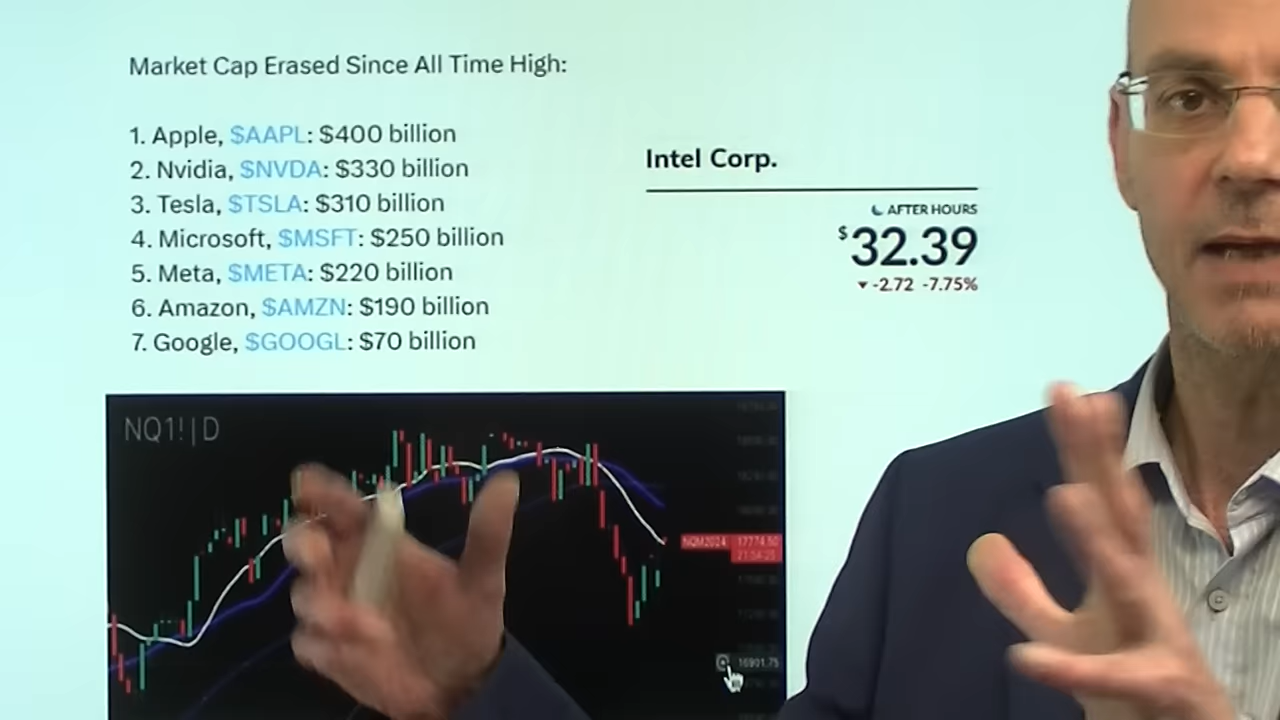 Market Cap Erased Since All Time High:
1. Apple, $AAPL: $400 billion
2. Nvidia, $NVDA: $330 billion
3. Tesla, $TSLA: $310 billion
4. Microsoft, $MSFT: $250 billion
5. Meta, $META: $220 billion
6. Amazon, $AMZN: $190 billion
7. Google, $GOOGL: $70 billion
Intel Corp.
AFTER HOURS
$32.39
▼ -2.72 -7.75%
NQ1! | D
NQM2024 17774.50
16901.75